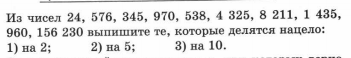 Из чисел 24, 576, 345, 970, 538, 4 325, 8 211, 1 435,
960, 156 230 выпишите те, которые делятся нацело:
1) на 2; 2) на 5; 3) на 10.